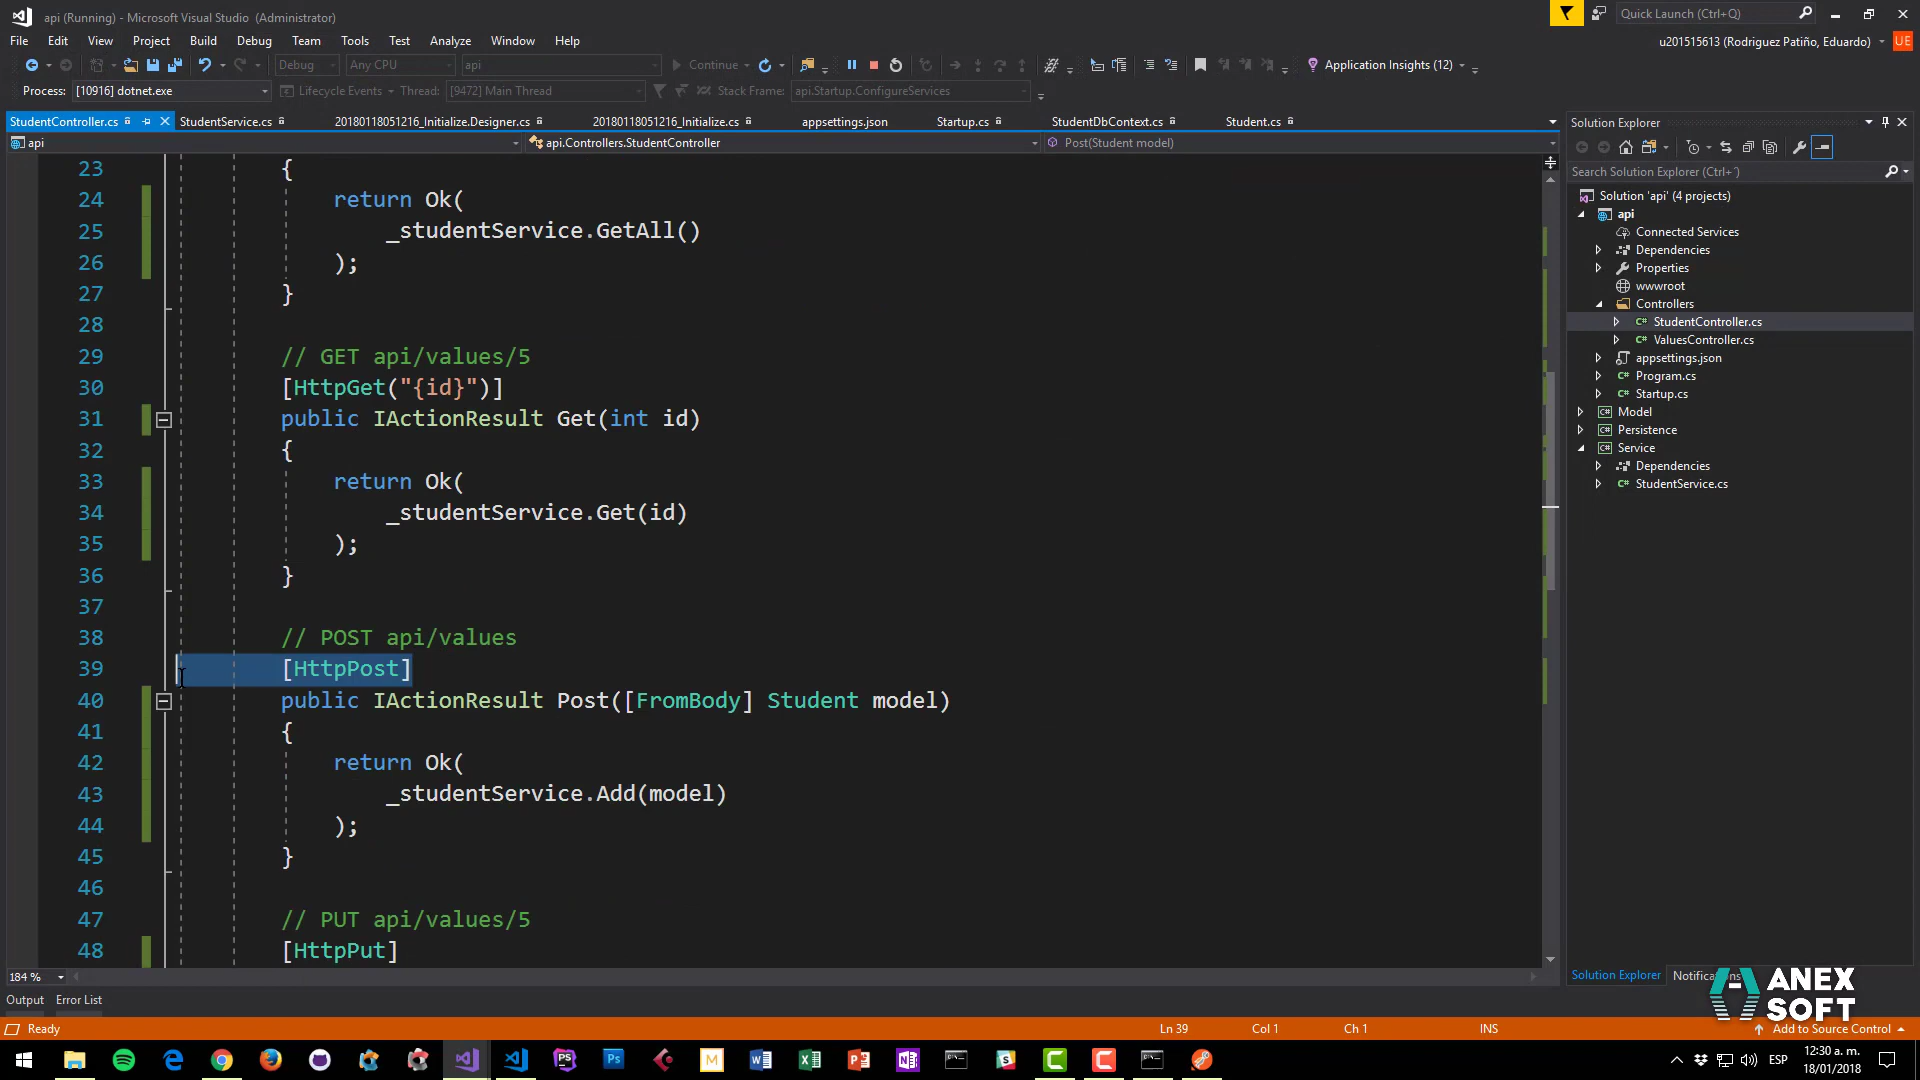 api (Running) - Microsoft Visual Studio (Administrator)
Quick Launch (Ctrl+Q)
File Edit View Project Build Debug Team Tools Test Analyze Window Help
u201515613 (Rodriguez Patiño, Eduardo) UE
Debug Any CPU api Continue Application Insights (12)
Process: [10916] dotnet.exe Lifecycle Events Thread: [9472] Main Thread Stack Frame: api.Startup.ConfigureServices
StudentController.cs StudentService.cs 20180118051216_Initialize.Designer.cs 20180118051216_Initialize.cs appsettings.json Startup.cs StudentDbContext.cs Student.cs
api api.Controllers.StudentController Post(Student model)
23 {
24 return Ok(
25 _studentService.GetAll()
26 );
27 }
28
29 // GET api/values/5
30 [HttpGet("{id}")]
31 public IActionResult Get(int id)
32 {
33 return Ok(
34 _studentService.Get(id)
35 );
36 }
37
38 // POST api/values
39 [HttpPost]
40 public IActionResult Post([FromBody] Student model)
41 {
42 return Ok(
43 _studentService.Add(model)
44 );
45 }
46
47 // PUT api/values/5
48 [HttpPut]
184 %
Solution Explorer
Search Solution Explorer (Ctrl+´)
Solution 'api' (4 projects)
api
Connected Services
Dependencies
Properties
wwwroot
Controllers
StudentController.cs
ValuesController.cs
appsettings.json
Program.cs
Startup.cs
Model
Persistence
Service
Dependencies
StudentService.cs
Solution Explorer Notifications
ANEX
SOFT
Output Error List
Ready Ln 39 Col 1 Ch 1 INS Add to Source Control
ESP 12:30 a. m.
18/01/2018